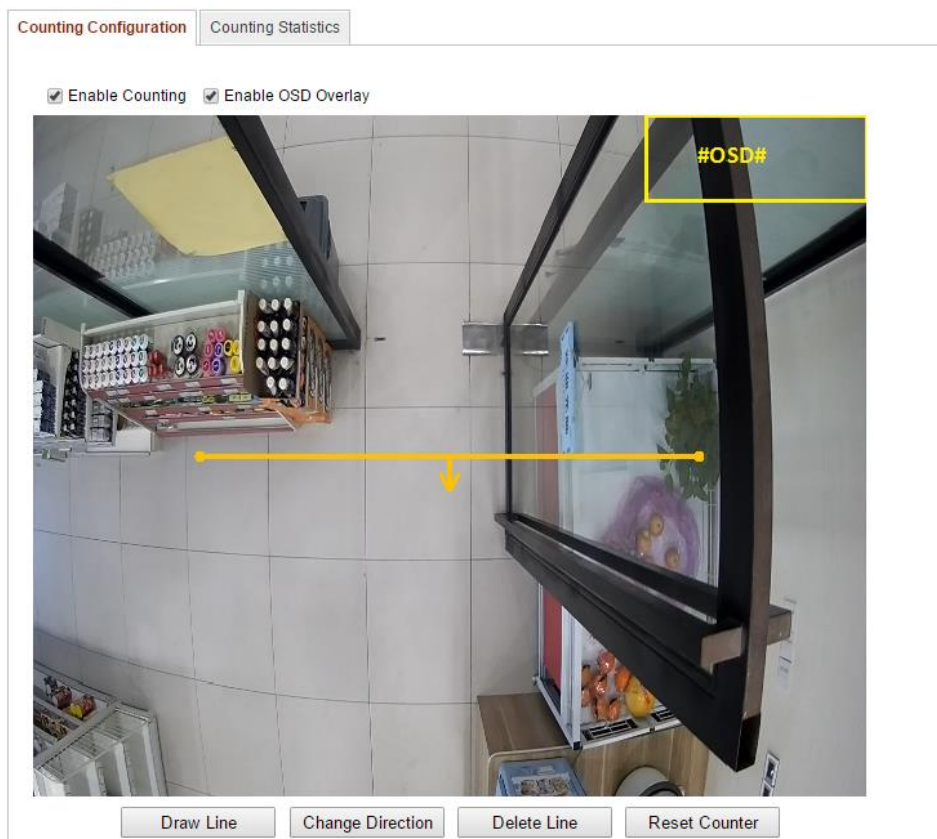 Counting Configuration
Counting Statistics
Enable Counting
Enable OSD Overlay
#OSD#
Draw Line
Change Direction
Delete Line
Reset Counter